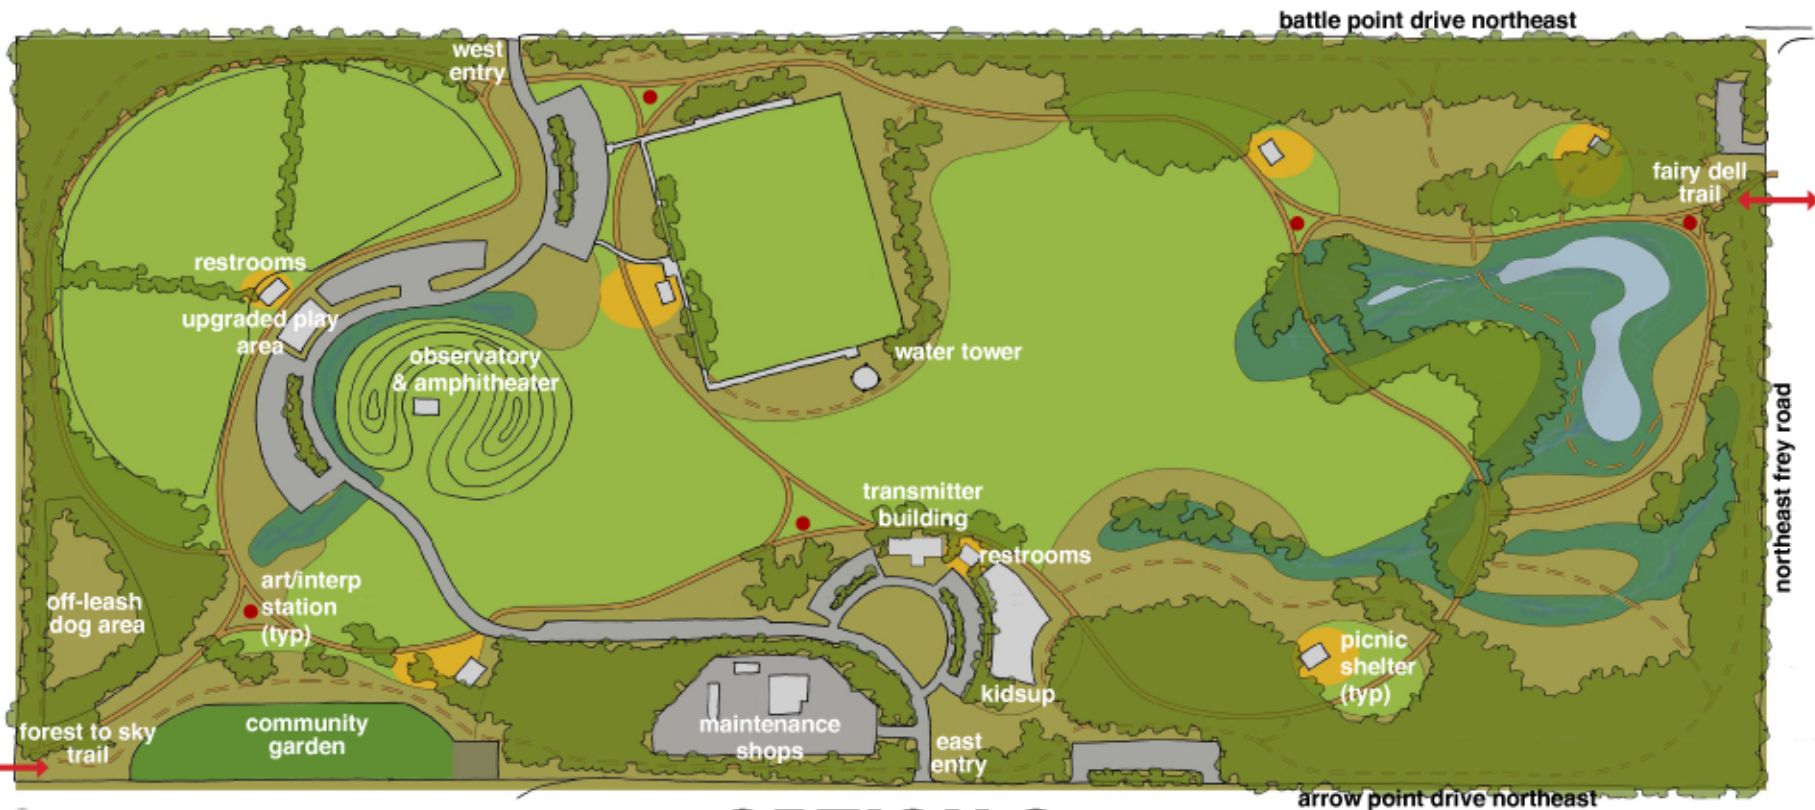 battle point drive northeast
west
entry
fairy dell
trail
restrooms
upgraded play
area
observatory
& amphitheater
water tower
northeast frey road
transmitter
building
restrooms
art/interp
station
(typ)
off-leash
dog area
picnic
shelter
(typ)
kidsup
forest to sky
trail
community
garden
maintenance
shops
east
entry
arrow point drive northeast